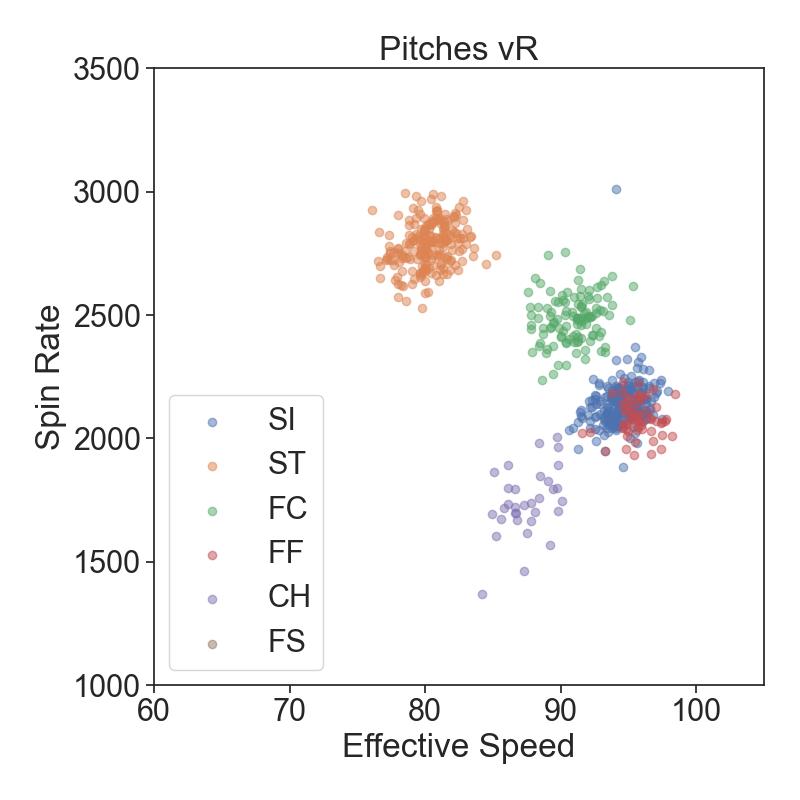 Pitches vR
3500
3000
2500
2000
1500
1000
Spin Rate
SI
ST
FC
FF
CH
FS
60 70 80 90 100
Effective Speed